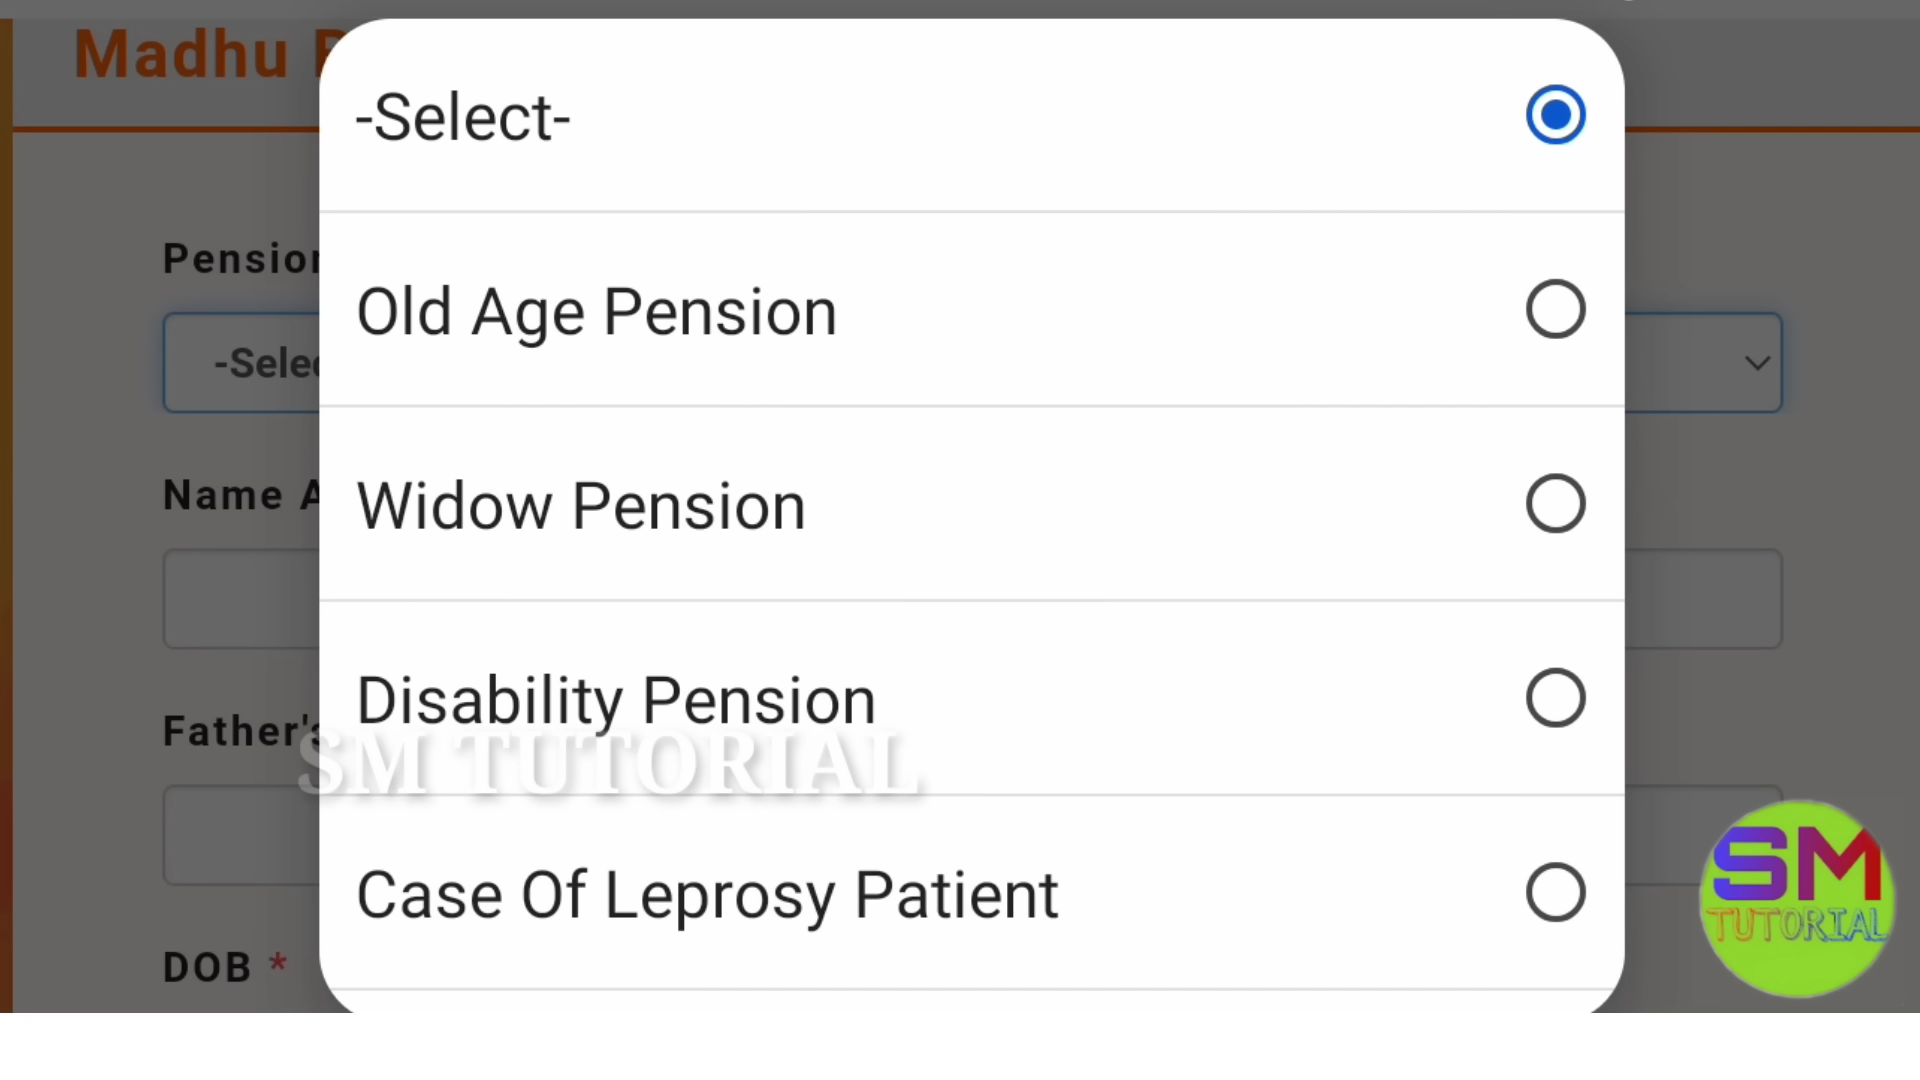 Madhu
-Select-
Pension
Old Age Pension
-Selec
Name A
Widow Pension
Father's
Disability Pension
SM TUTORIAL
Case Of Leprosy Patient
DOB *
SM
TUTORIAL